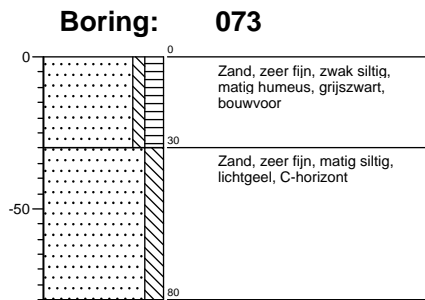 Boring: 073
0
0
Zand, zeer fijn, zwak siltig,
matig humeus, grijszwart,
bouwvoor
30
Zand, zeer fijn, matig siltig,
lichtgeel, C-horizont
-50
80